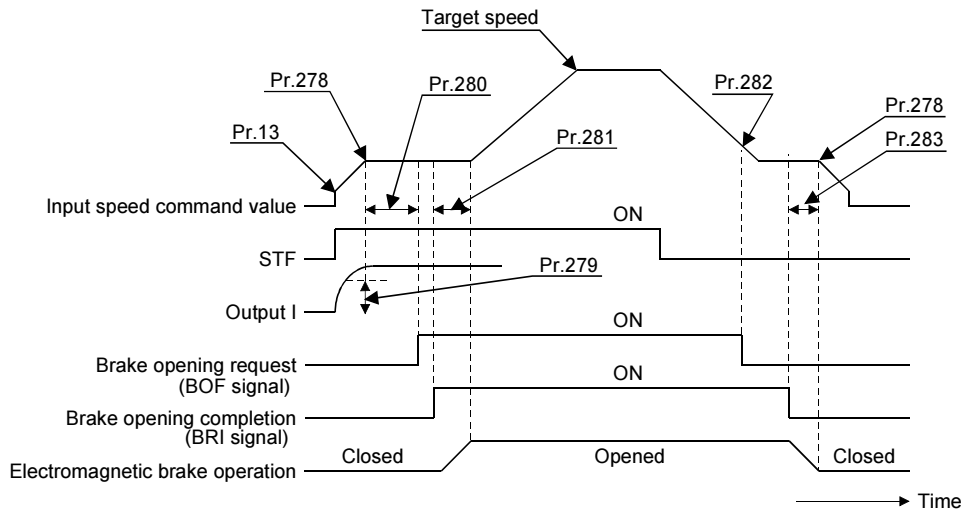 Target speed
Pr.278
Pr.280
Pr.282
Pr.278
Pr.13
Pr.281
Pr.283
Input speed command value
ON
STF
Pr.279
Output I
ON
Brake opening request
(BOF signal)
ON
Brake opening completion
(BRI signal)
Closed
Opened
Closed
Electromagnetic brake operation
Time